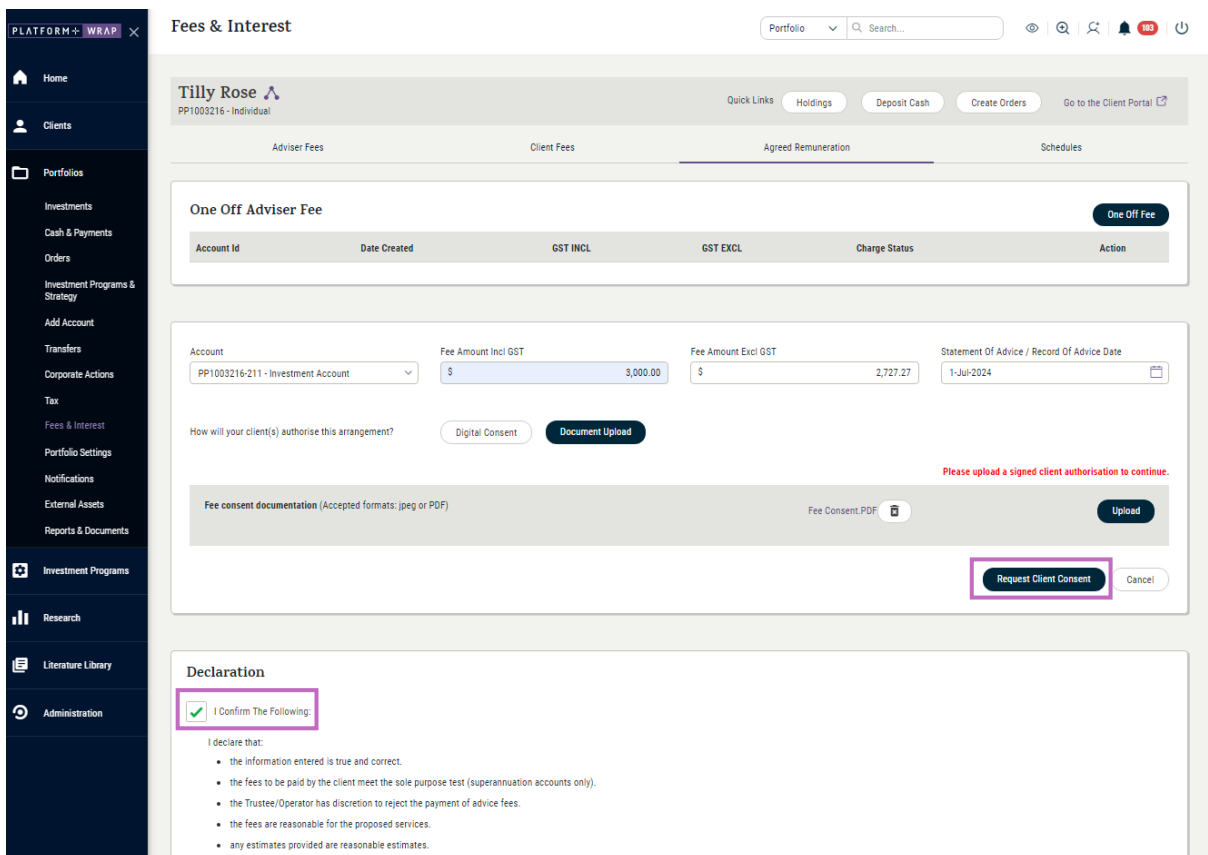 PLATFORM+ WRAP
Fees & Interest
Portfolio
Search...
103
Home
Clients
Portfolios
Investments
Cash & Payments
Orders
Investment Programs &
Strategy
Add Account
Transfers
Corporate Actions
Tax
Fees & Interest
Portfolio Settings
Notifications
External Assets
Reports & Documents
Investment Programs
Research
Literature Library
Administration
Tilly Rose
PP1003216 - Individual
Quick Links Holdings Deposit Cash Create Orders Go to the Client Portal
Adviser Fees Client Fees Agreed Remuneration Schedules
One Off Adviser Fee
One Off Fee
Account Id Date Created GST INCL GST EXCL Charge Status Action
Account Fee Amount Incl GST Fee Amount Excl GST Statement Of Advice / Record Of Advice Date
PP1003216-211 - Investment Account $ 3,000.00 $ 2,727.27 1-Jul-2024
How will your client(s) authorise this arrangement? Digital Consent Document Upload
Please upload a signed client authorisation to continue.
Fee consent documentation (Accepted formats: jpeg or PDF) Fee Consent.PDF Upload
Request Client Consent Cancel
Declaration
I Confirm The Following:
I declare that:
• the information entered is true and correct.
• the fees to be paid by the client meet the sole purpose test (superannuation accounts only).
• the Trustee/Operator has discretion to reject the payment of advice fees.
• the fees are reasonable for the proposed services.
• any estimates provided are reasonable estimates.